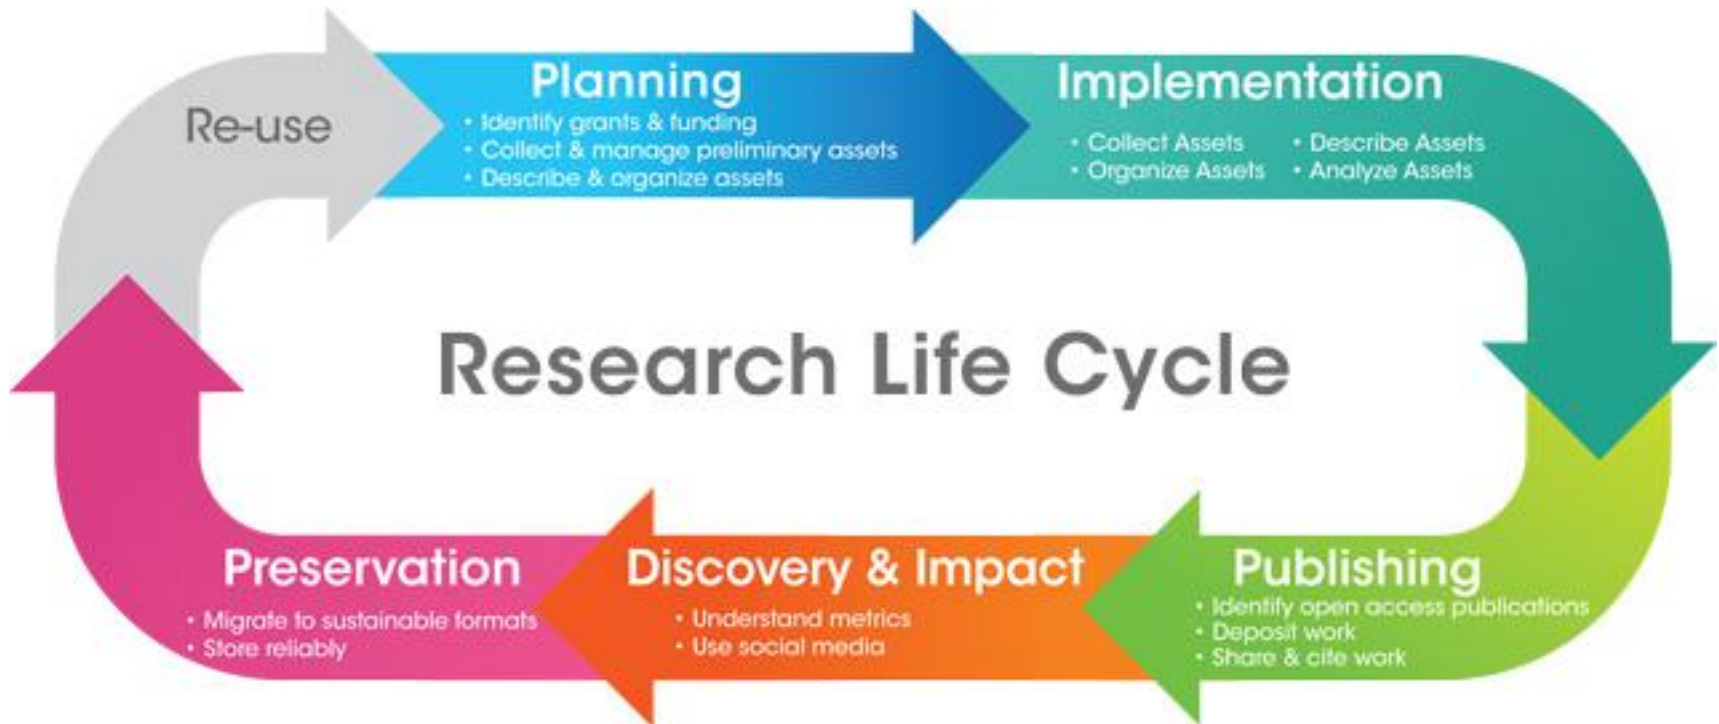 Re-use
Planning
• Identify grants & funding
• Collect & manage preliminary assets
• Describe & organize assets
Implementation
• Collect Assets
• Organize Assets
• Describe Assets
• Analyze Assets
Research Life Cycle
Publishing
• Identify open access publications
• Deposit work
• Share & cite work
Discovery & Impact
• Understand metrics
• Use social media
Preservation
• Migrate to sustainable formats
• Store reliably